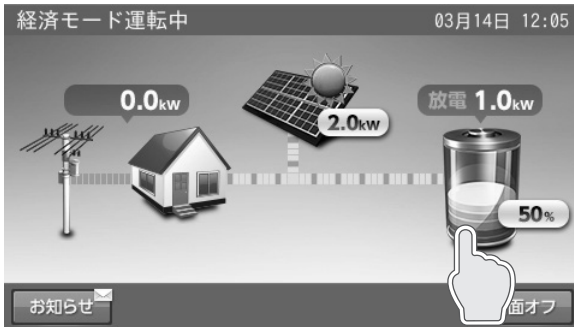 経済モード運転中
03月14日 12:05
0.0kw
2.0kw
放電 1.0kw
50%
お知らせ
面オフ